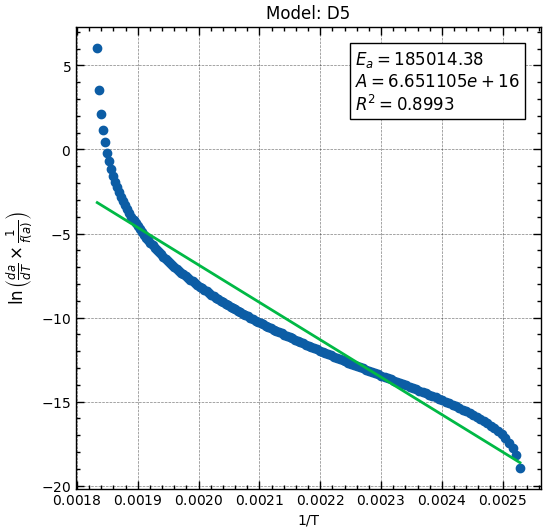 Model: D5
E_a = 185014.38
A = 6.651105e + 16
R^2 = 0.8993
5
0
−5
−10
−15
−20
ln (da/dT × 1/f(a))
0.0018 0.0019 0.0020 0.0021 0.0022 0.0023 0.0024 0.0025
1/T